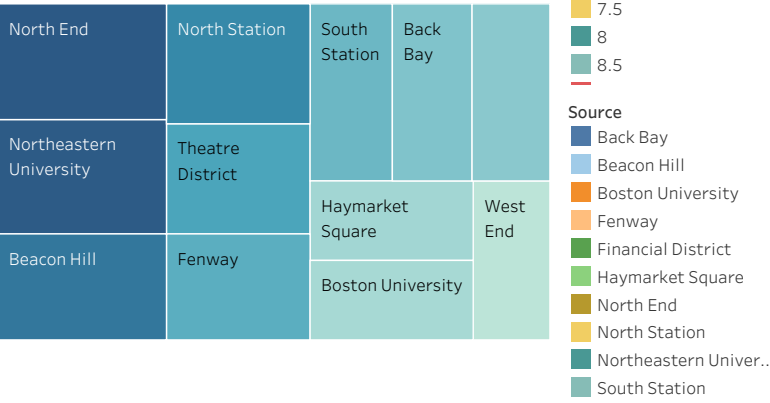 North End
Northeastern
University
Beacon Hill
North Station
Theatre
District
Fenway
South
Station
Back
Bay
Haymarket
Square
Boston University
West
End
7.5
8
8.5
Source
Back Bay
Beacon Hill
Boston University
Fenway
Financial District
Haymarket Square
North End
North Station
Northeastern Univer..
South Station